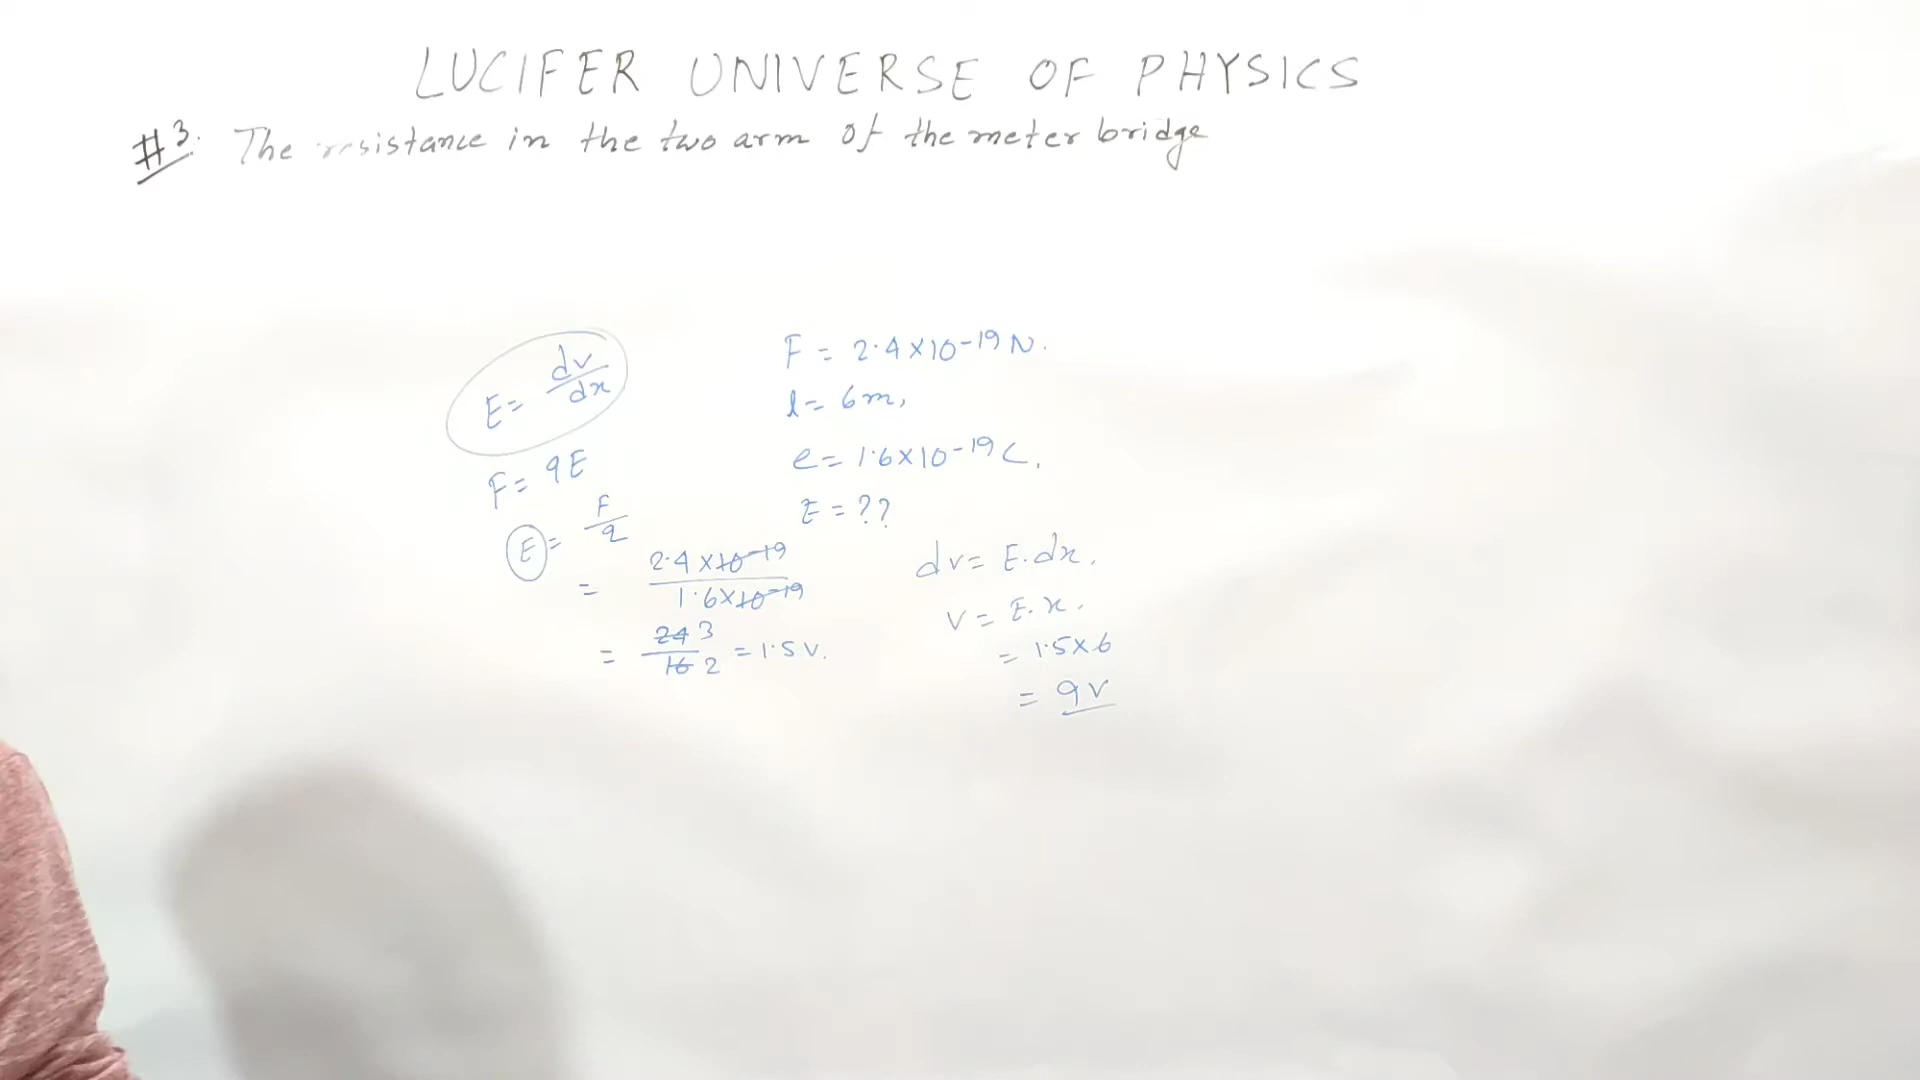 LUCIFER UNIVERSE OF PHYSICS
#3. The resistance in the two arm of the meter bridge
E = dv/dx
F = qE
E = F/q
= 2.4 × 10-19 / 1.6 × 10-19
= 24 3 / 16 2 = 1.5 V.
F = 2.4 × 10-19 N.
l = 6m,
e = 1.6 × 10-19 C.
E = ??
dv = E.dx.
V = E.x.
= 1.5 × 6
= 9V